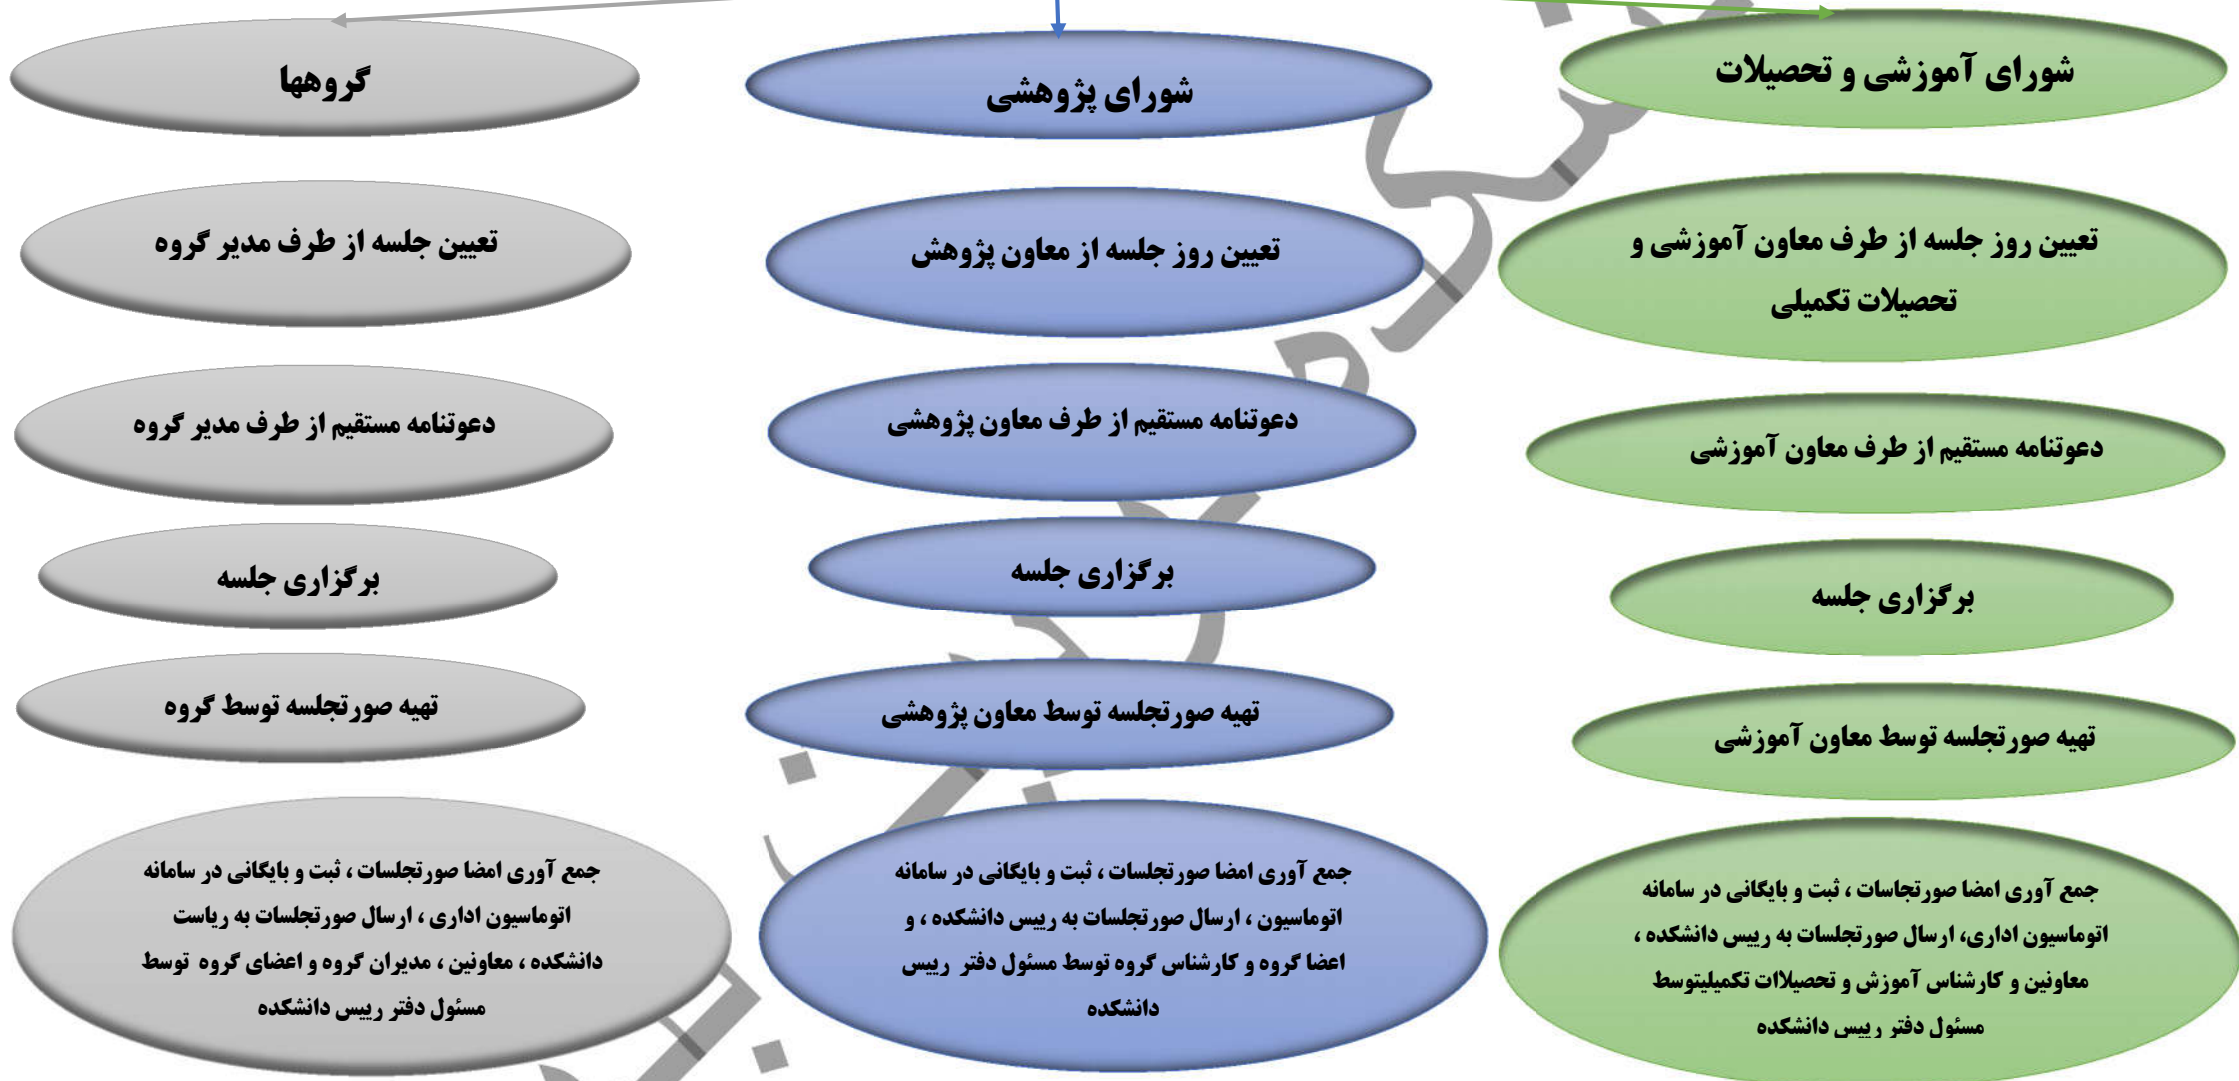 شورای آموزشی و تحصیلات
تعیین روز جلسه از طرف معاون آموزشی و
تحصیلات تکمیلی
دعوتنامه مستقیم از طرف معاون آموزشی
برگزاری جلسه
تهیه صورتجلسه توسط معاون آموزشی
جمع آوری امضا صورتجاسات ، ثبت و بایگانی در سامانه
اتوماسیون اداری، ارسال صورتجلسات به رییس دانشکده ،
معاونین و کارشناس آموزش و تحصیلاات تکمیلیتوسط
مسئول دفتر رییس دانشکده
شورای پژوهشی
تعیین روز جلسه از معاون پژوهش
دعوتنامه مستقیم از طرف معاون پژوهشی
برگزاری جلسه
تهیه صورتجلسه توسط معاون پژوهشی
جمع آوری امضا صورتجلسات ، ثبت و بایگانی در سامانه
اتوماسیون ، ارسال صورتجلسات به رییس دانشکده ، و
اعضا گروه و کارشناس گروه توسط مسئول دفتر رییس
دانشکده
گروهها
تعیین جلسه از طرف مدیر گروه
دعوتنامه مستقیم از طرف مدیر گروه
برگزاری جلسه
تهیه صورتجلسه توسط گروه
جمع آوری امضا صورتجلسات ، ثبت و بایگانی در سامانه
اتوماسیون اداری ، ارسال صورتجلسات به ریاست
دانشکده ، معاونین ، مدیران گروه و اعضای گروه توسط
مسئول دفتر رییس دانشکده